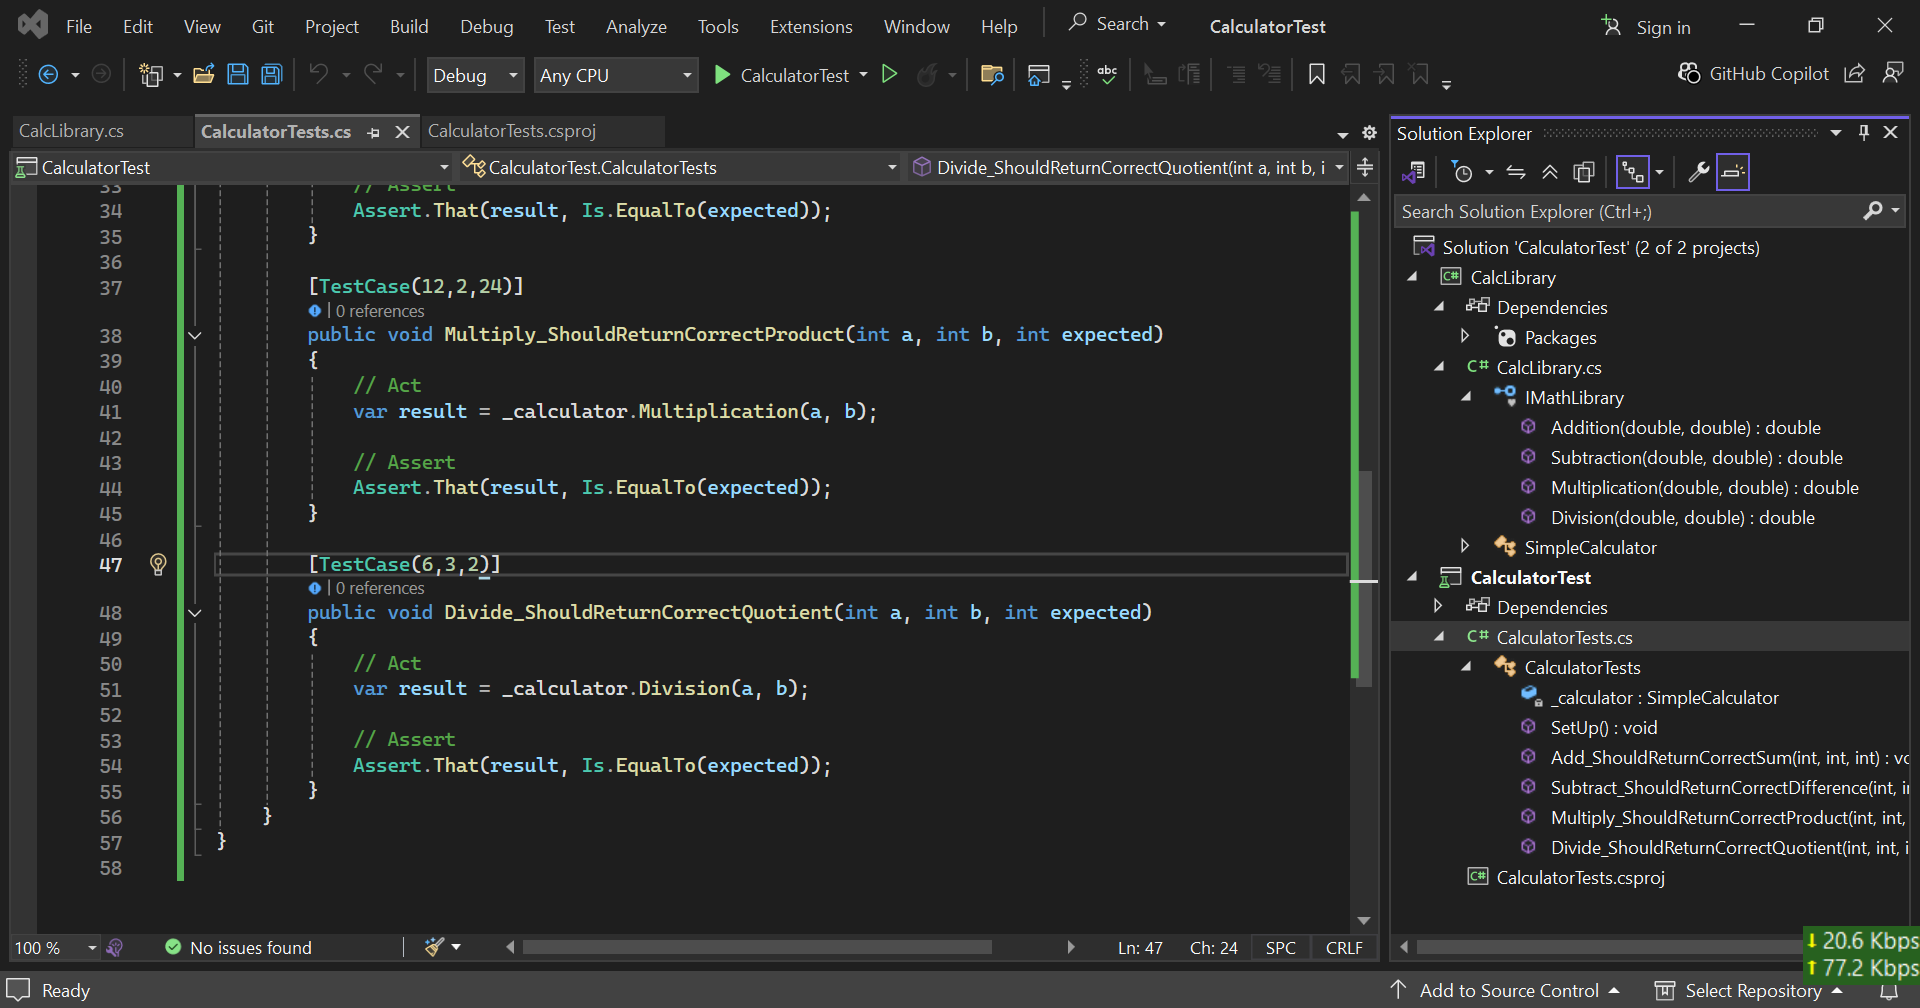 File Edit View Git Project Build Debug Test Analyze Tools Extensions Window Help Search CalculatorTest Sign in
Debug Any CPU CalculatorTest abc GitHub Copilot
CalcLibrary.cs CalculatorTests.cs CalculatorTests.csproj
CalculatorTest CalculatorTest.CalculatorTests Divide_ShouldReturnCorrectQuotient(int a, int b, i
33 // Assert
34 Assert.That(result, Is.EqualTo(expected));
35 }
36
37 [TestCase(12,2,24)]
0 references
38 public void Multiply_ShouldReturnCorrectProduct(int a, int b, int expected)
39 {
40 // Act
41 var result = _calculator.Multiplication(a, b);
42
43 // Assert
44 Assert.That(result, Is.EqualTo(expected));
45 }
46
47 [TestCase(6,3,2)]
0 references
48 public void Divide_ShouldReturnCorrectQuotient(int a, int b, int expected)
49 {
50 // Act
51 var result = _calculator.Division(a, b);
52
53 // Assert
54 Assert.That(result, Is.EqualTo(expected));
55 }
56 }
57 }
58
100 % No issues found Ln: 47 Ch: 24 SPC CRLF
Solution Explorer
Search Solution Explorer (Ctrl+;)
Solution 'CalculatorTest' (2 of 2 projects)
C# CalcLibrary
Dependencies
Packages
C# CalcLibrary.cs
IMathLibrary
Addition(double, double) : double
Subtraction(double, double) : double
Multiplication(double, double) : double
Division(double, double) : double
SimpleCalculator
CalculatorTest
Dependencies
C# CalculatorTests.cs
CalculatorTests
_calculator : SimpleCalculator
SetUp() : void
Add_ShouldReturnCorrectSum(int, int, int) : vo
Subtract_ShouldReturnCorrectDifference(int, i
Multiply_ShouldReturnCorrectProduct(int, int,
Divide_ShouldReturnCorrectQuotient(int, int, i
C# CalculatorTests.csproj
20.6 Kbps
77.2 Kbps
Ready Add to Source Control Select Repository